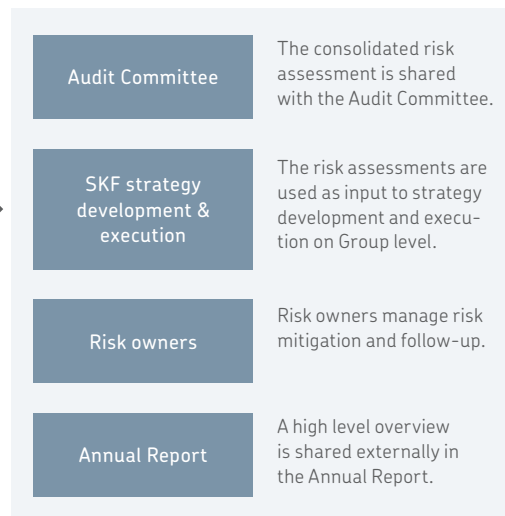 Audit Committee
The consolidated risk
assessment is shared
with the Audit Committee.
SKF strategy
development &
execution
The risk assessments are
used as input to strategy
development and execu-
tion on Group level.
Risk owners
Risk owners manage risk
mitigation and follow-up.
Annual Report
A high level overview
is shared externally in
the Annual Report.